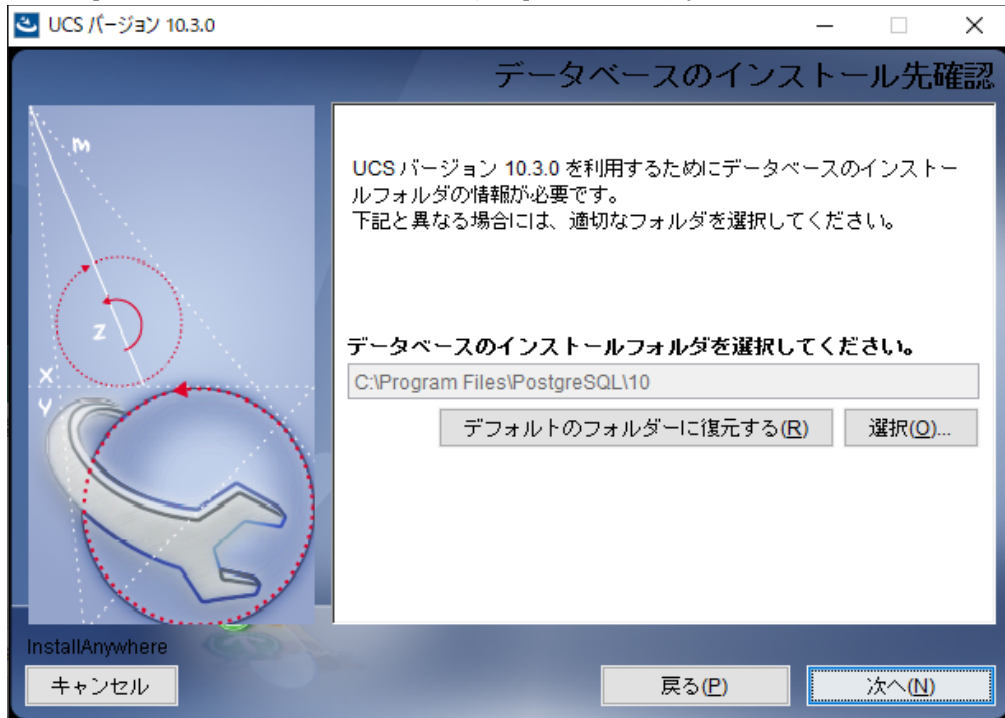 UCS バージョン 10.3.0
データベースのインストール先確認
UCS バージョン 10.3.0 を利用するためにデータベースのインストー
ルフォルダの情報が必要です。
下記と異なる場合には、適切なフォルダを選択してください。
データベースのインストールフォルダを選択してください。
C:\Program Files\PostgreSQL\10
デフォルトのフォルダーに復元する(R)
選択(O)...
m
z
X
Y
InstallAnywhere
キャンセル
戻る(P)
次へ(N)